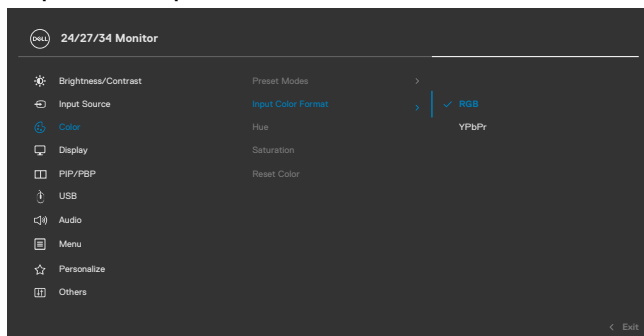 DELL
24/27/34 Monitor
Brightness/Contrast
Input Source
Color
Display
PIP/PBP
USB
Audio
Menu
Personalize
Others
Preset Modes
Input Color Format
Hue
Saturation
Reset Color
RGB
YPbPr
Exit